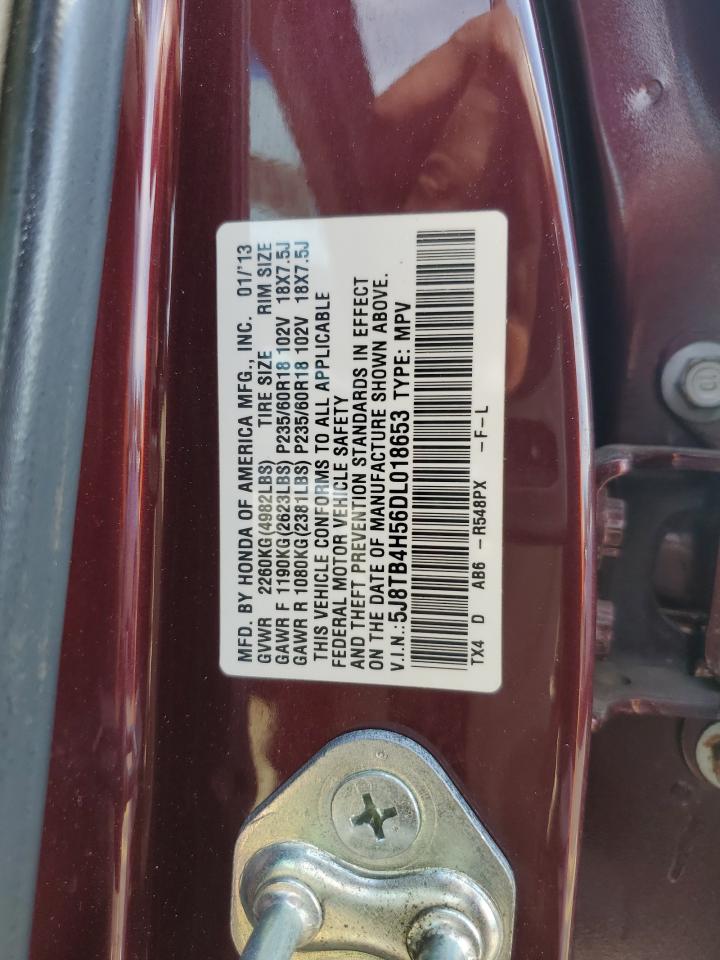 MFD. BY HONDA OF AMERICA MFG., INC. 01/'13
GVWR 2260KG(4982LBS) TIRE SIZE RIM SIZE
GAWR F 1190KG(2623LBS) P235/60R18 102V 18X7.5J
GAWR R 1080KG(2381LBS) P235/60R18 102V 18X7.5J
THIS VEHICLE CONFORMS TO ALL APPLICABLE
FEDERAL MOTOR VEHICLE SAFETY
AND THEFT PREVENTION STANDARDS IN EFFECT
ON THE DATE OF MANUFACTURE SHOWN ABOVE.
V.I.N.:5J8TB4H56DL018653 TYPE: MPV
TX4 D AB6 -R548PX -F-L